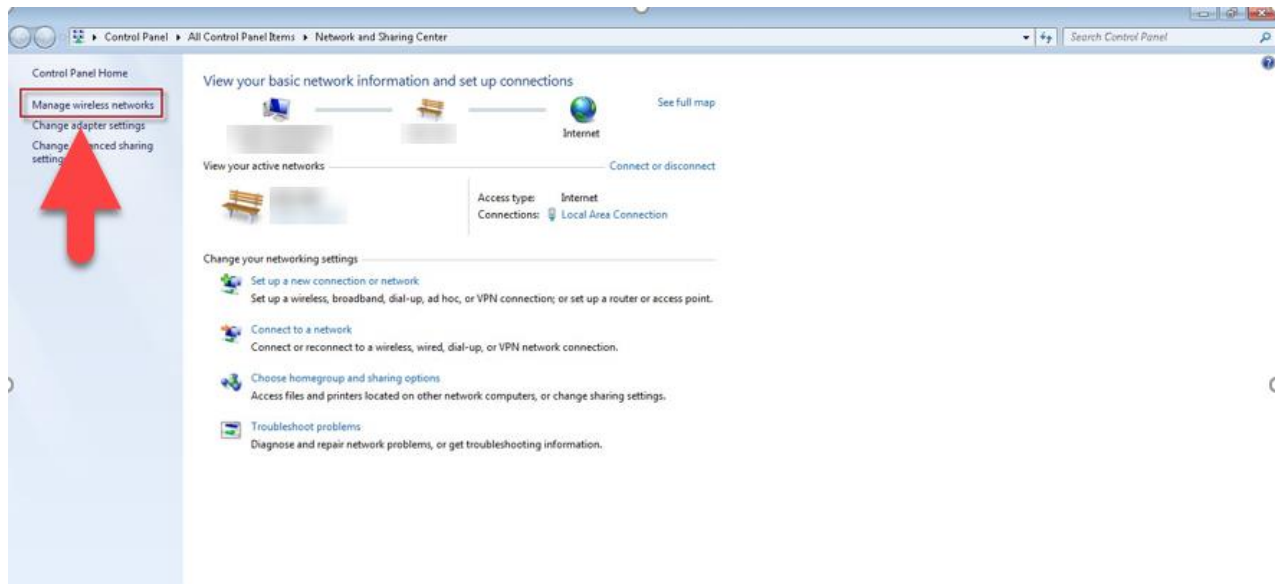 Control Panel ▸ All Control Panel Items ▸ Network and Sharing Center
Search Control Panel
Control Panel Home
Manage wireless networks
Change adapter settings
Change sharing
View your basic network information and set up connections
See full map
Internet
View your active networks
Connect or disconnect
Access type: Internet
Connections: Local Area Connection
Change your networking settings
Set up a new connection or network
Set up a wireless, broadband, dial-up, ad hoc, or VPN connection; or set up a router or access point.
Connect to a network
Connect or reconnect to a wireless, wired, dial-up, or VPN network connection.
Choose homegroup and sharing options
Access files and printers located on other network computers, or change sharing settings.
Troubleshoot problems
Diagnose and repair network problems, or get troubleshooting information.